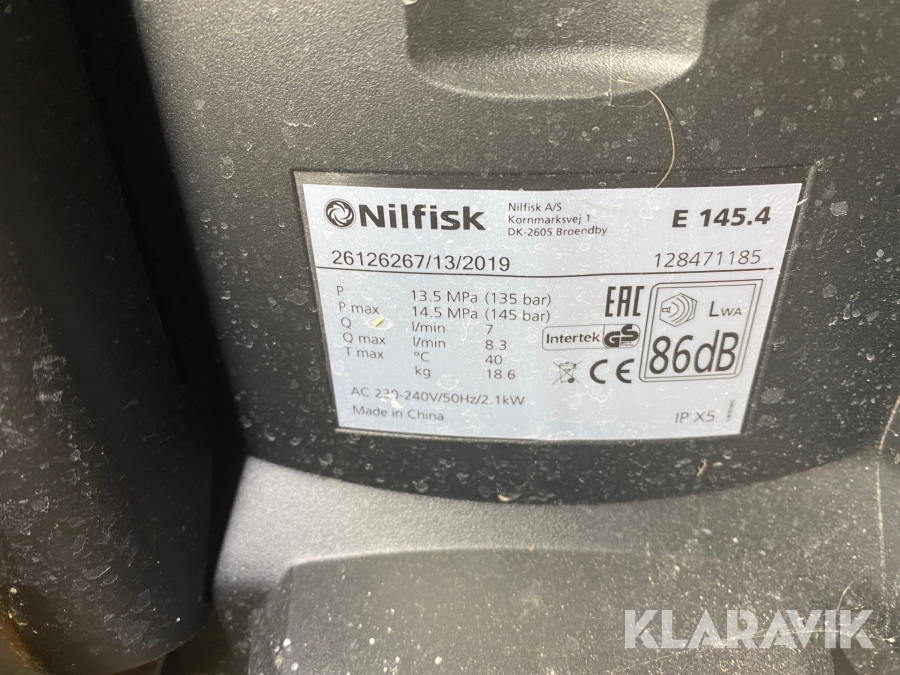 Nilfisk
Nilfisk A/S
Kornmarksvej 1
DK-2605 Broendby
E 145.4
26126267/13/2019
128471185
P 13.5 MPa (135 bar)
P max 14.5 MPa (145 bar)
Q l/min 7
Q max l/min 8.3
T max °C 40
kg 18.6
AC 230-240V/50Hz/2.1kW
Made in China
EAC
Intertek GS
CE
LWA
86dB
IP X5
KLARAVIK